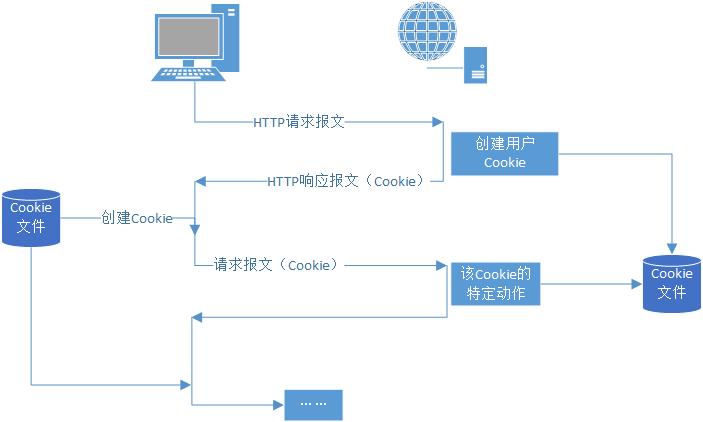 HTTP请求报文
创建用户
Cookie
HTTP响应报文（Cookie）
Cookie
文件
创建Cookie
请求报文（Cookie）
该Cookie的
特定动作
Cookie
文件
… …